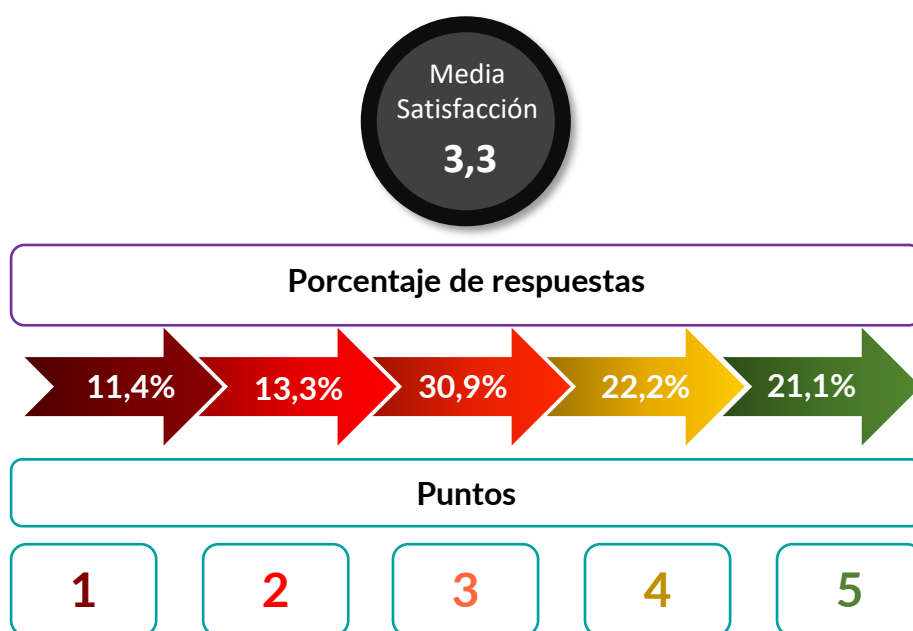 Media
Satisfacción
3,3
Porcentaje de respuestas
11,4% 13,3% 30,9% 22,2% 21,1%
Puntos
1 2 3 4 5